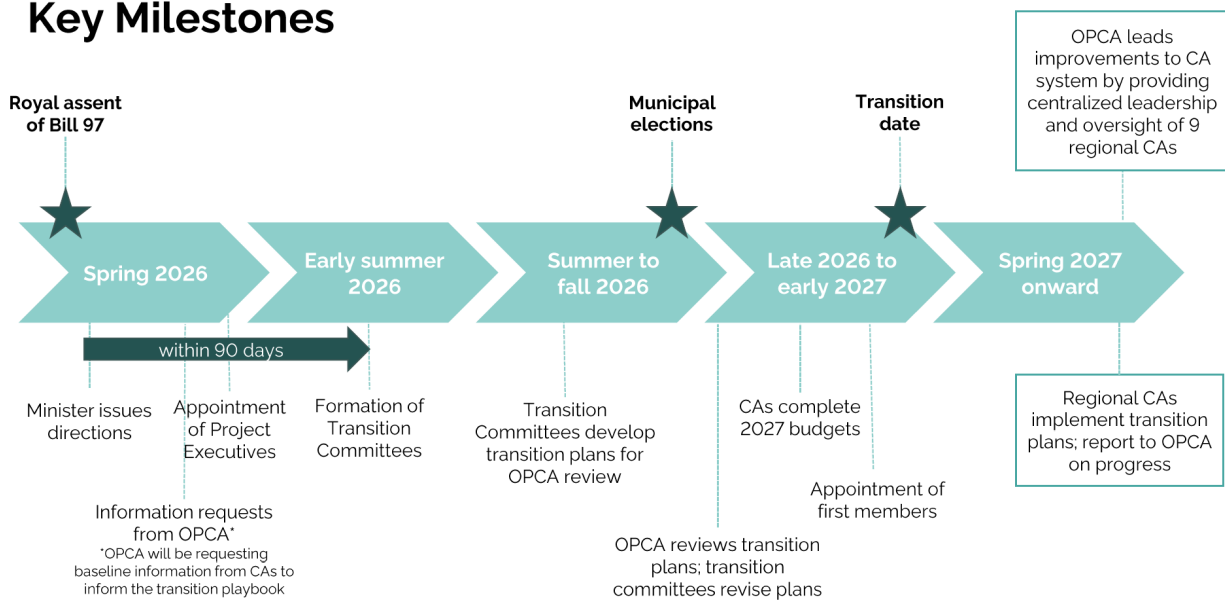 Key Milestones
Royal assent
of Bill 97
Municipal
elections
Transition
date
OPCA leads
improvements to CA
system by providing
centralized leadership
and oversight of 9
regional CAs
Spring 2026
Early summer
2026
Summer to
fall 2026
Late 2026 to
early 2027
Spring 2027
onward
within 90 days
Minister issues
directions
Appointment
of Project
Executives
Formation of
Transition
Committees
Information requests
from OPCA*
*OPCA will be requesting
baseline information from CAs to
inform the transition playbook
Transition
Committees develop
transition plans for
OPCA review
OPCA reviews transition
plans; transition
committees revise plans
CAs complete
2027 budgets
Appointment of
first members
Regional CAs
implement transition
plans; report to OPCA
on progress